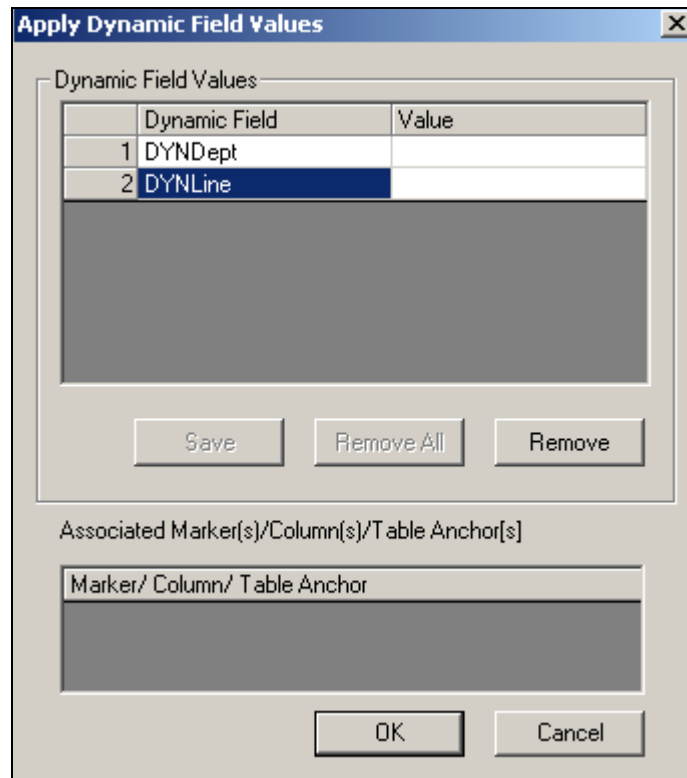 Apply Dynamic Field Values
Dynamic Field Values
Dynamic Field Value
1 DYNDept
2 DYNLine
Save Remove All Remove
Associated Marker(s)/Column(s)/Table Anchor[s]
Marker/ Column/ Table Anchor
OK Cancel